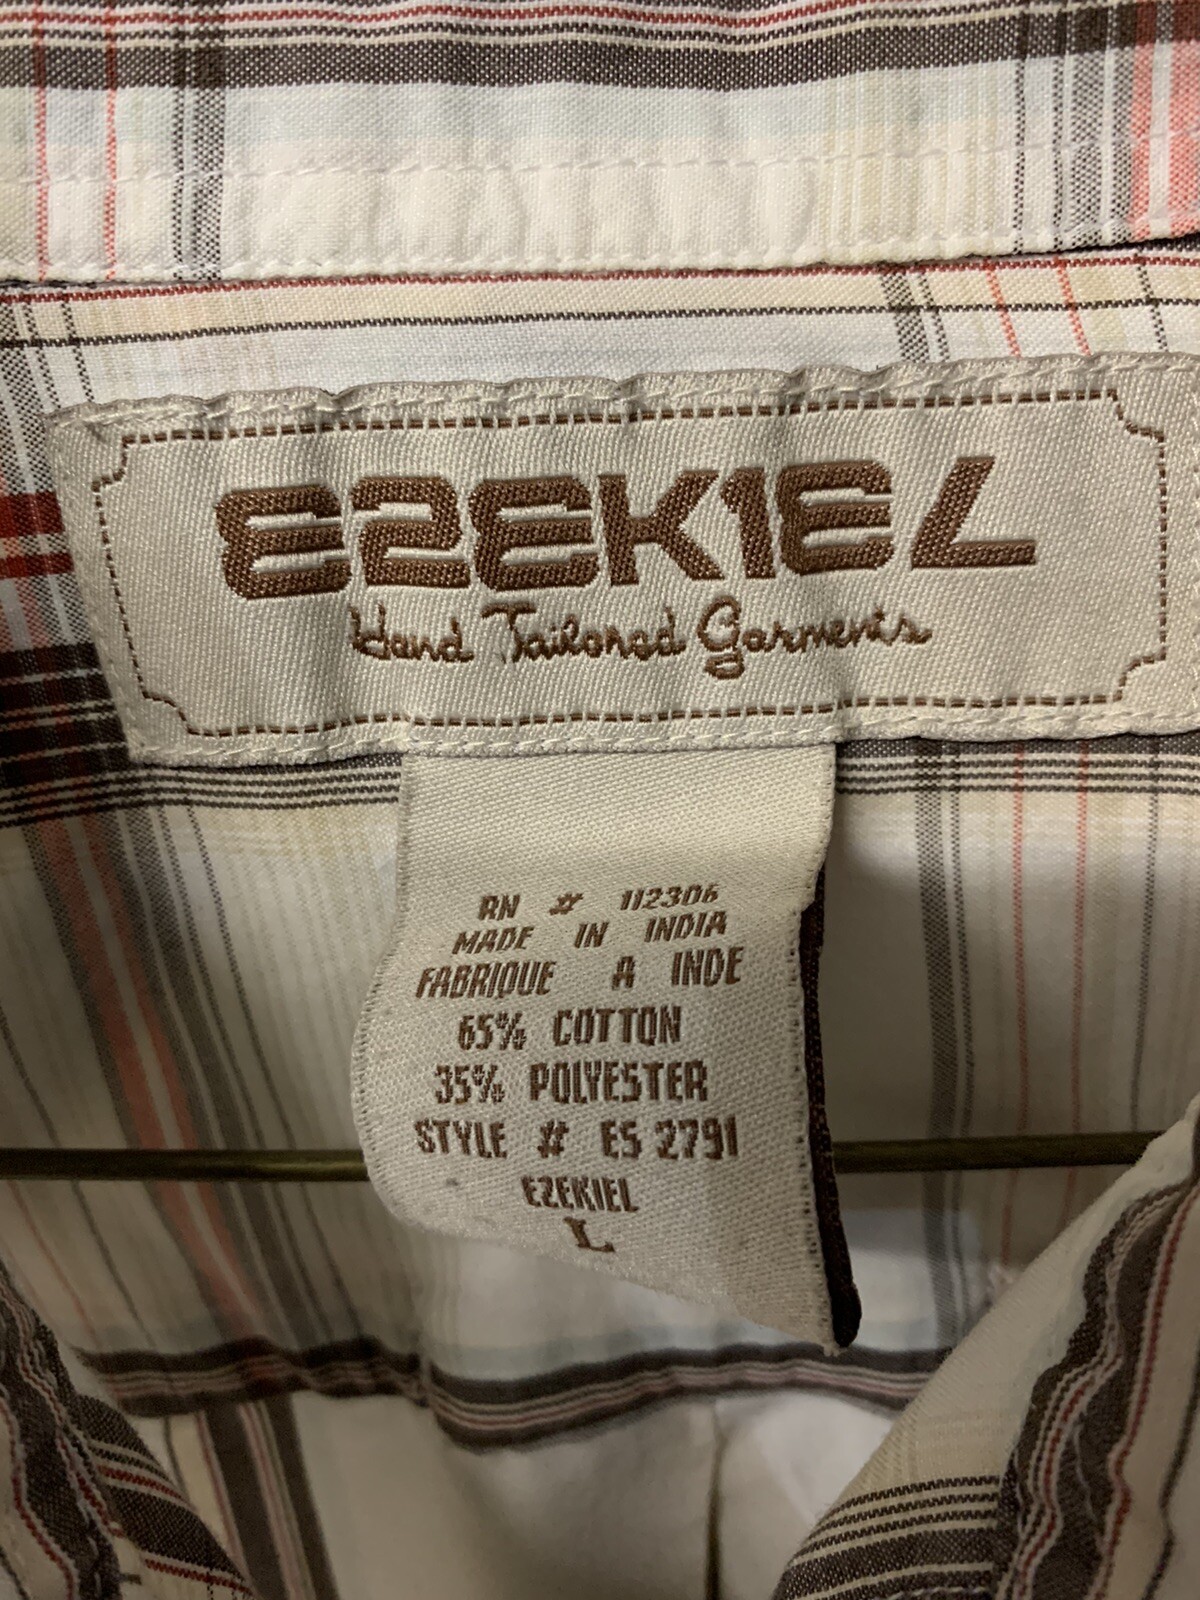 EZEKIEL
Hand Tailored Garments
RN # 112306
MADE IN INDIA
FABRIQUE A INDE
65% COTTON
35% POLYESTER
STYLE # ES 2791
EZEKIEL
L